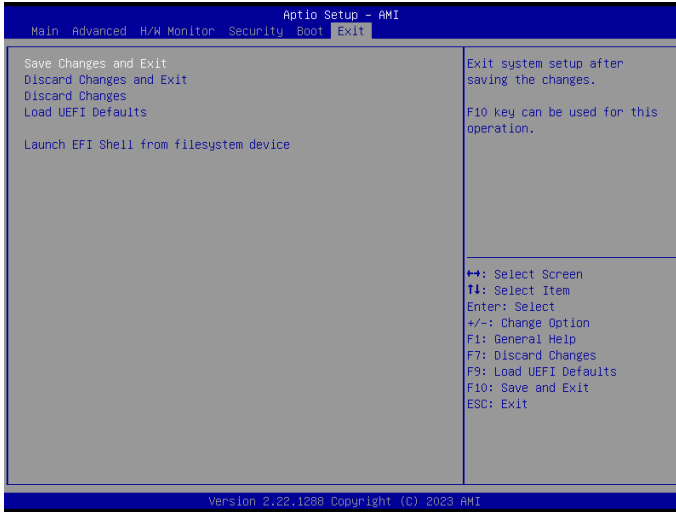 Aptio Setup - AMI
Main Advanced H/W Monitor Security Boot Exit
Save Changes and Exit
Discard Changes and Exit
Discard Changes
Load UEFI Defaults
Launch EFI Shell from filesystem device
Exit system setup after
saving the changes.
F10 key can be used for this
operation.
↔: Select Screen
↑↓: Select Item
Enter: Select
+/-: Change Option
F1: General Help
F7: Discard Changes
F9: Load UEFI Defaults
F10: Save and Exit
ESC: Exit
Version 2.22.1288 Copyright (C) 2023 AMI